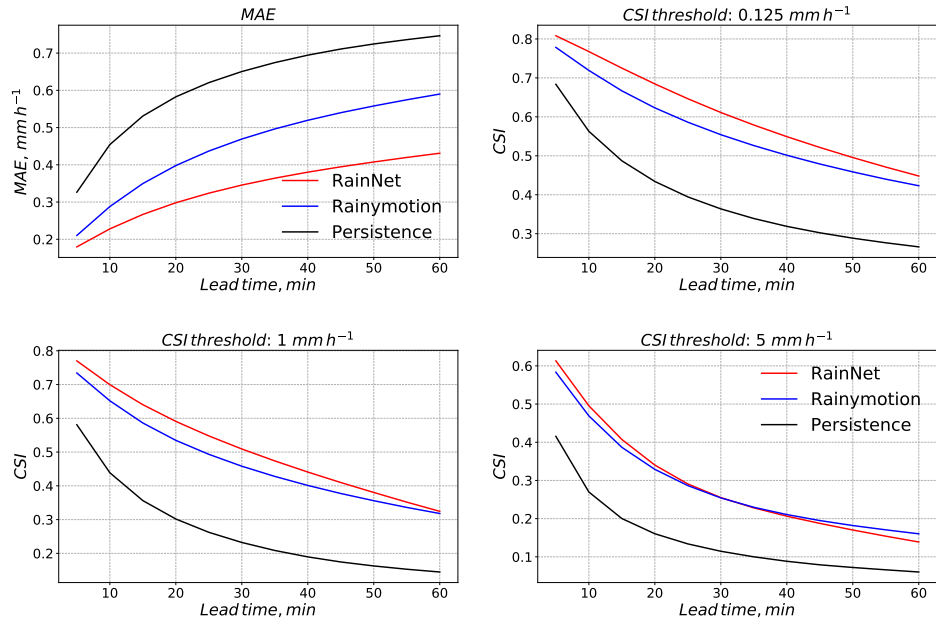 MAE
MAE, mm h⁻¹
0.7
0.6
0.5
0.4
0.3
0.2
RainNet
Rainymotion
Persistence
10 20 30 40 50 60
Lead time, min
CSI threshold: 0.125 mm h⁻¹
CSI
0.8
0.7
0.6
0.5
0.4
0.3
10 20 30 40 50 60
Lead time, min
CSI threshold: 1 mm h⁻¹
CSI
0.8
0.7
0.6
0.5
0.4
0.3
0.2
10 20 30 40 50 60
Lead time, min
CSI threshold: 5 mm h⁻¹
CSI
0.6
0.5
0.4
0.3
0.2
0.1
RainNet
Rainymotion
Persistence
10 20 30 40 50 60
Lead time, min